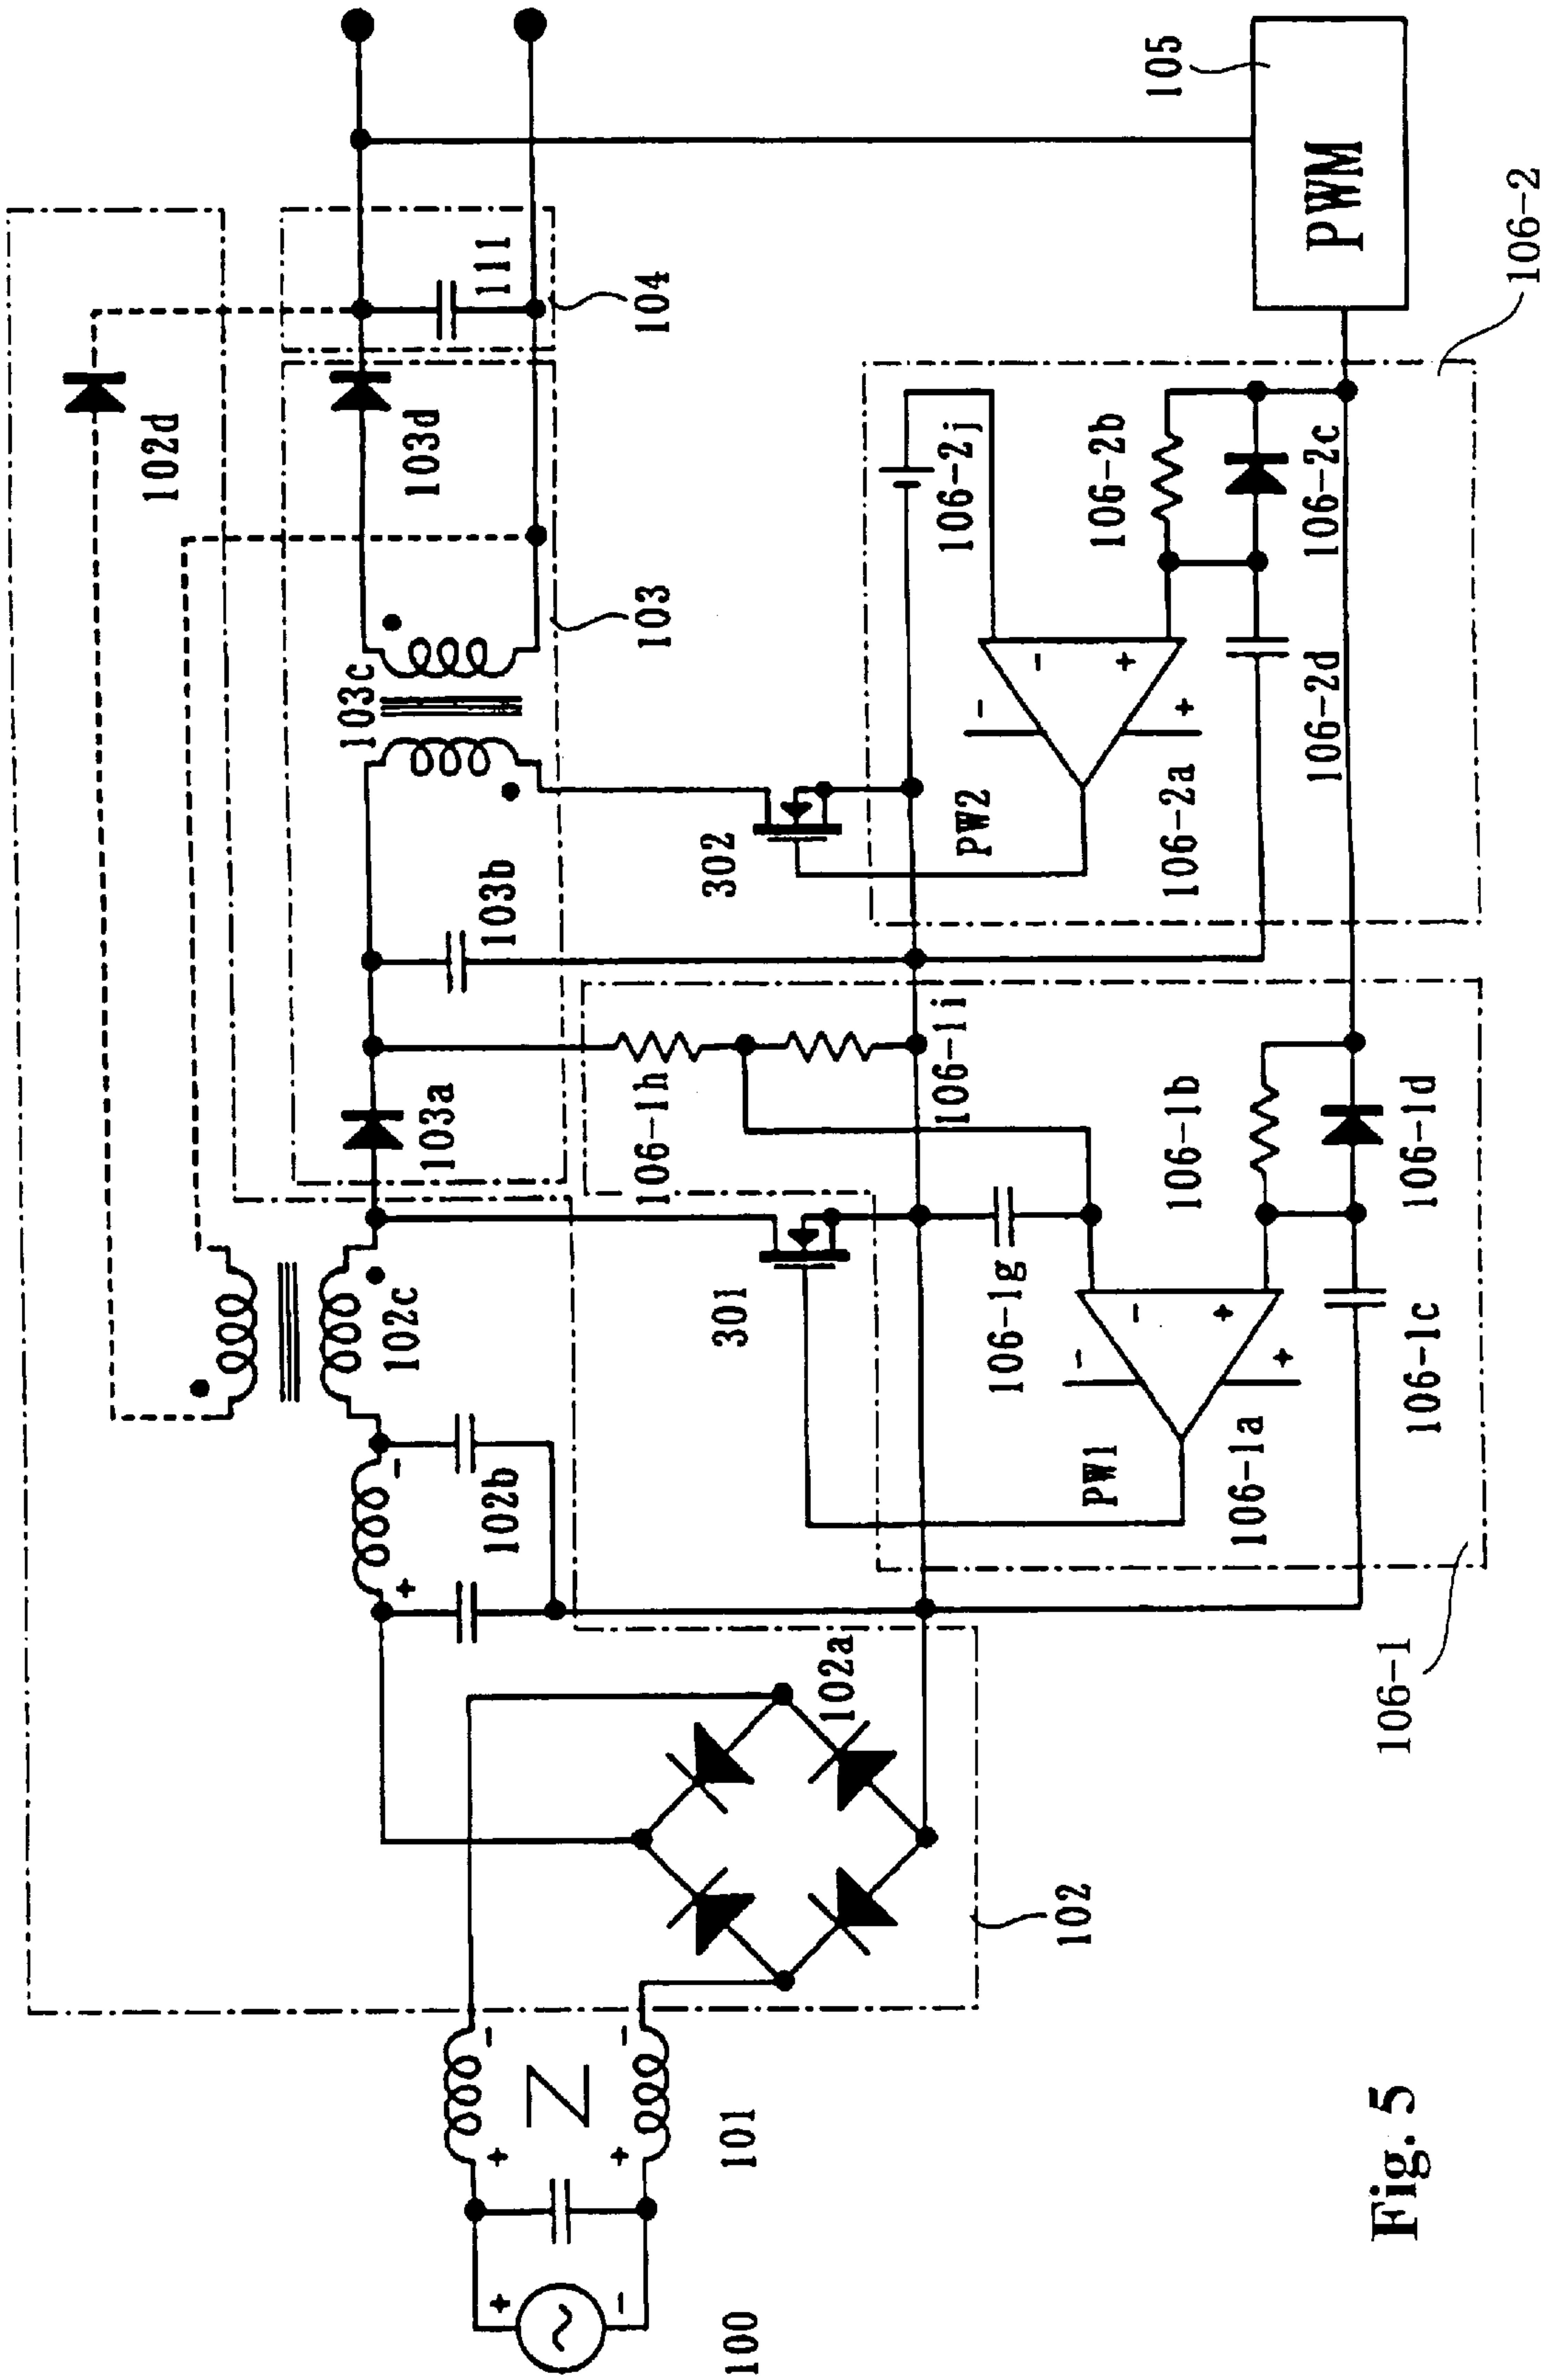 102d
103d
111
104
105
PWM
103c
103
106-2
106-2j
106-2b
106-2c
103b
302
PW2
-
+
-
+
106-2a
106-2d
103a
106-1h
106-1i
106-1b
106-1d
102c
301
106-1g
-
+
-
+
106-1c
-
+
102b
PW1
106-1a
102a
106-1
102
-
-
+
+
Z
101
+
-
100
Fig. 5